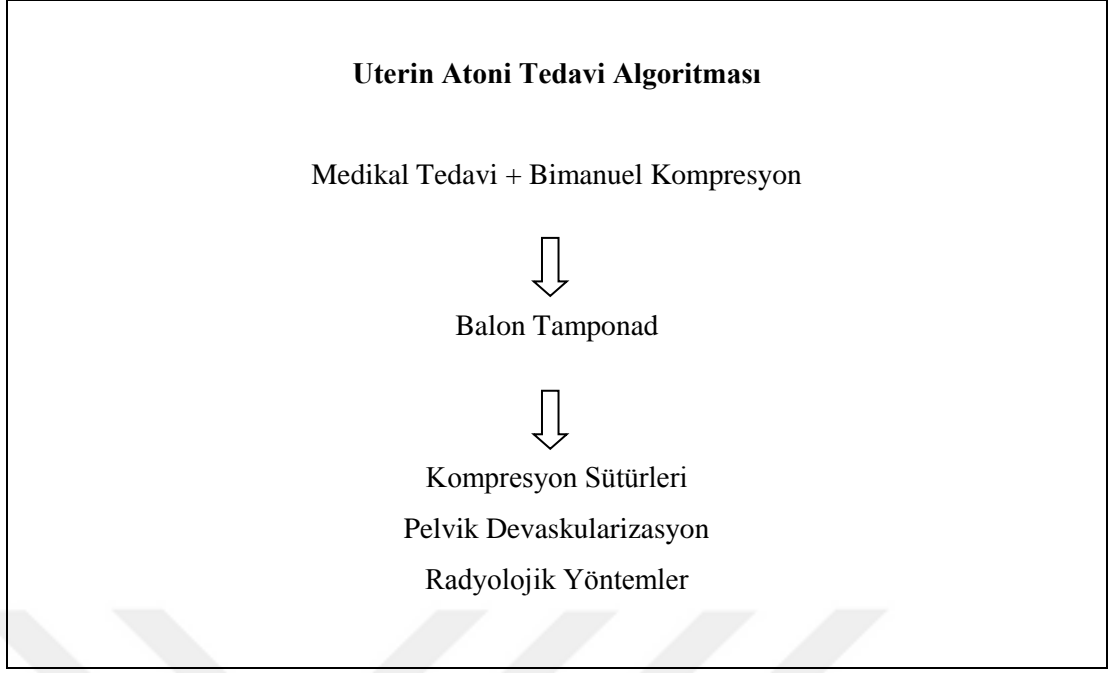 Uterin Atoni Tedavi Algoritması
Medikal Tedavi + Bimanuel Kompresyon
Balon Tamponad
Kompresyon Sütürleri
Pelvik Devaskularizasyon
Radyolojik Yöntemler